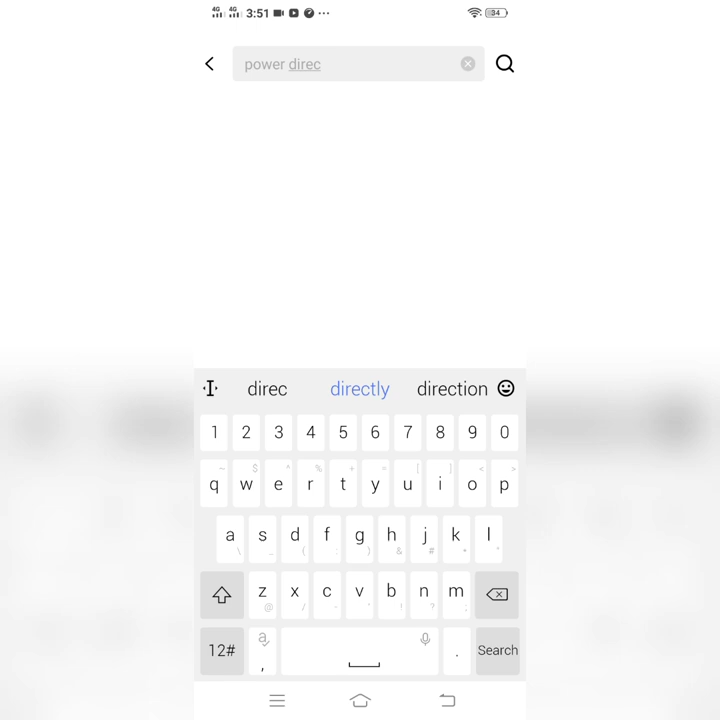 4G 4G 3:51 34
power direc
direc directly direction
1 2 3 4 5 6 7 8 9 0
q w e r t y u i o p
a s d f g h j k l
z x c v b n m
12# , . Search